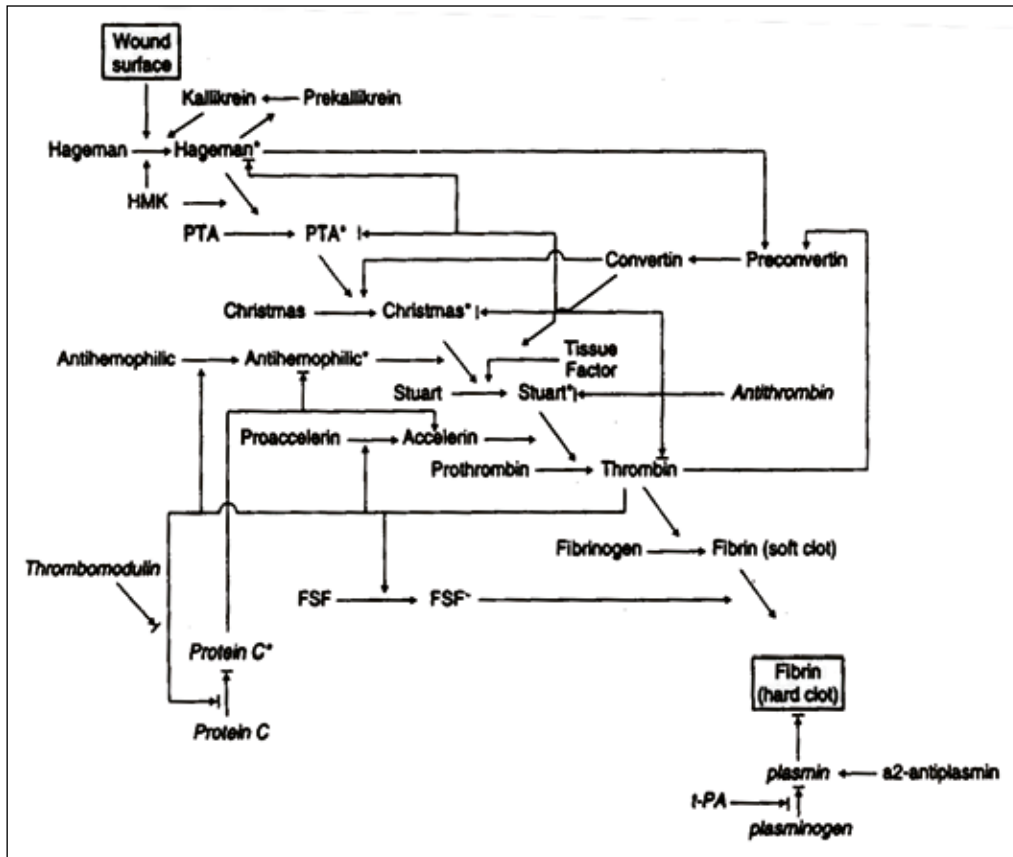 Wound
surface
Kallikrein
Prekallikrein
Hageman
Hageman*
HMK
PTA
PTA*
Convertin
Preconvertin
Christmas
Christmas*
Antihemophilic
Antihemophilic*
Tissue
Factor
Stuart
Stuart*
Antithrombin
Proaccelerin
Accelerin
Prothrombin
Thrombin
Fibrinogen
Fibrin (soft clot)
Thrombomodulin
FSF
FSF*
Protein C*
Fibrin
(hard clot)
Protein C
plasmin
a2-antiplasmin
t-PA
plasminogen